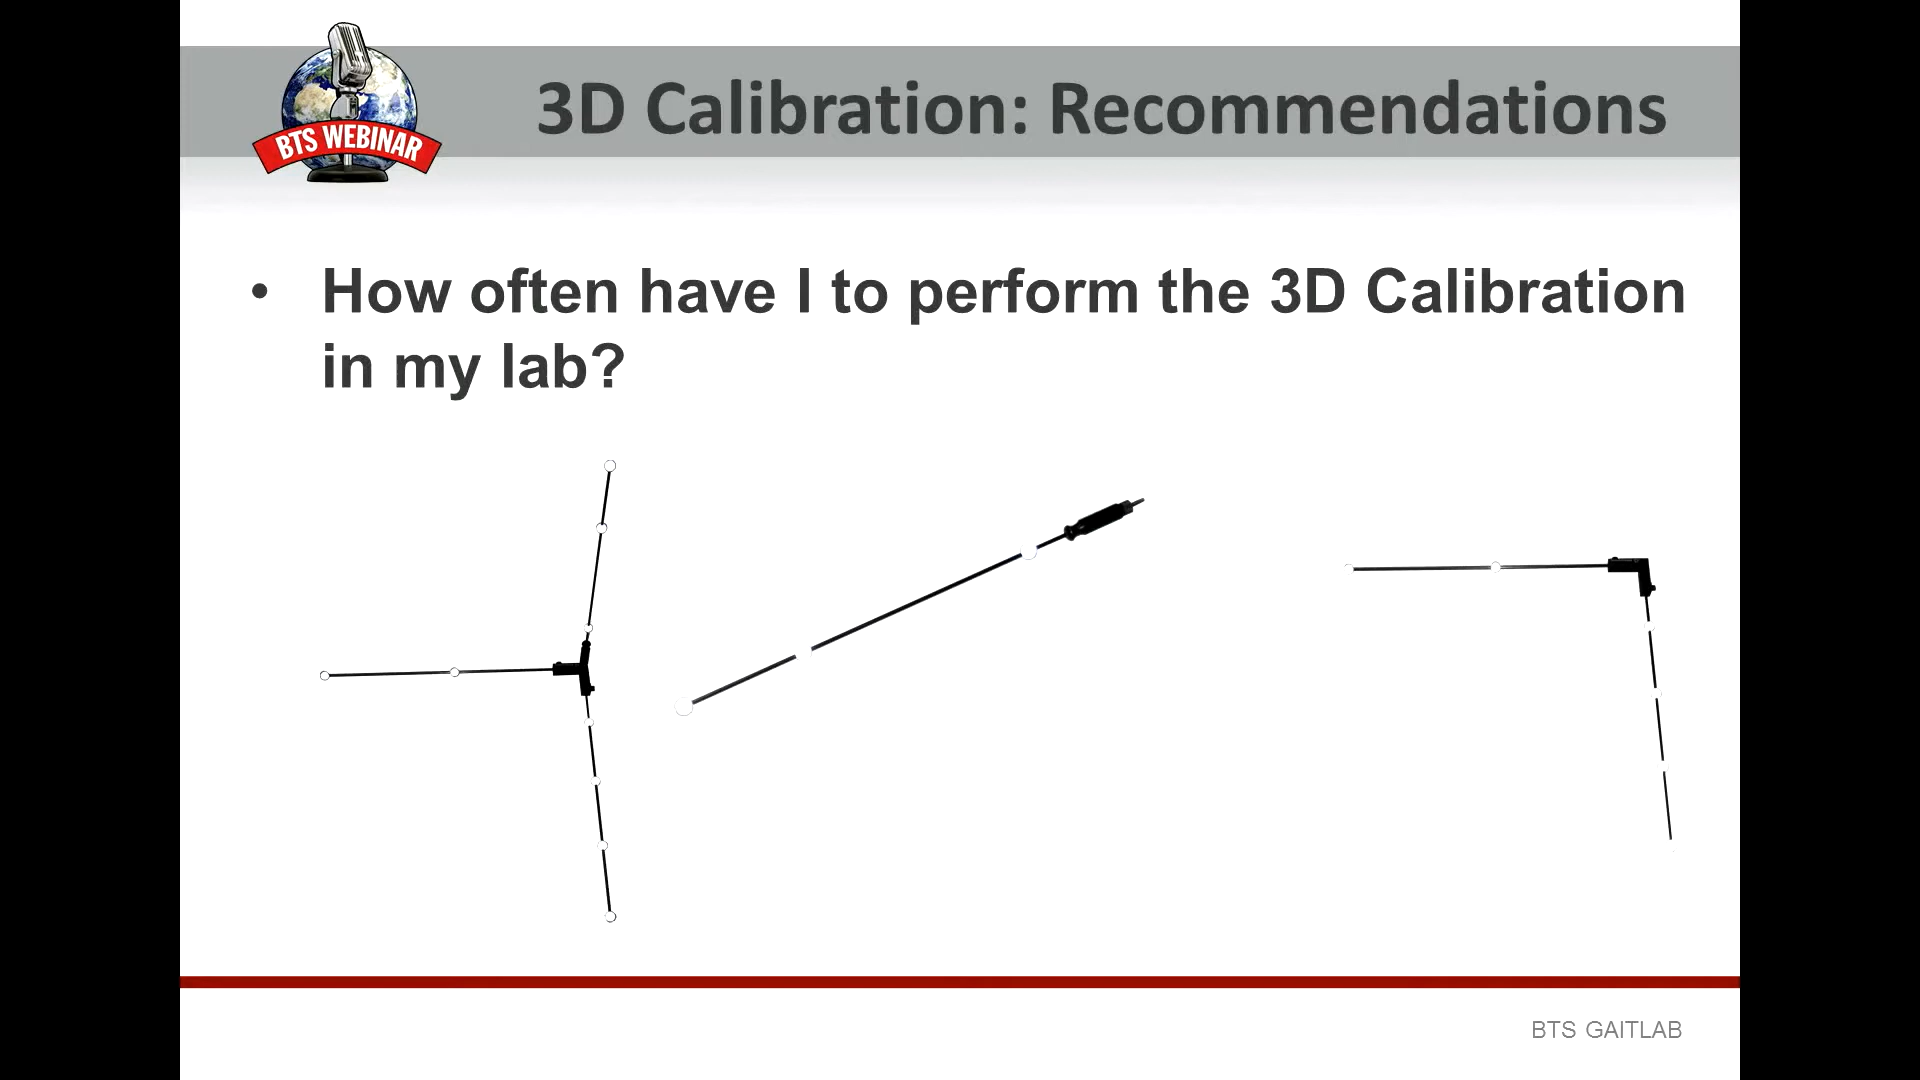 BTS WEBINAR
3D Calibration: Recommendations
• How often have I to perform the 3D Calibration
in my lab?
BTS GAITLAB